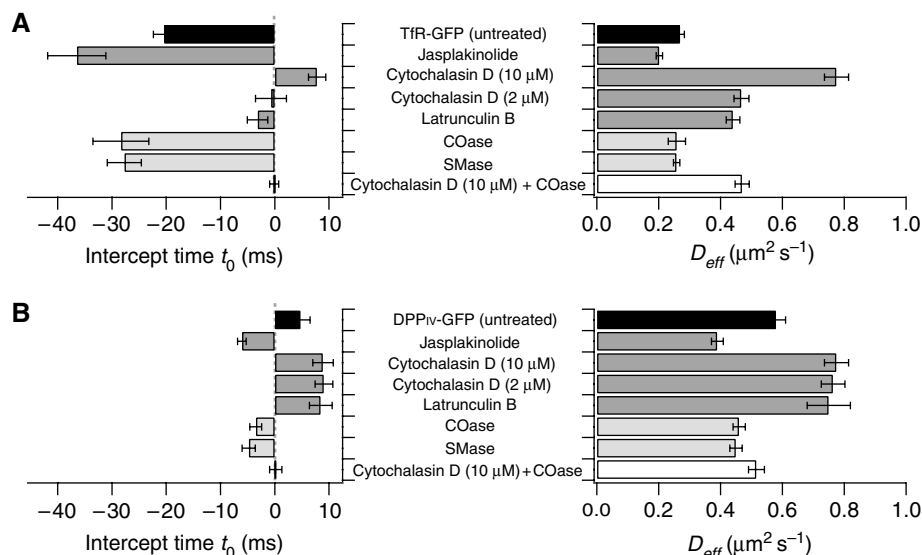 A
TfR-GFP (untreated)
Jasplakinolide
Cytochalasin D (10 μM)
Cytochalasin D (2 μM)
Latrunculin B
COase
SMase
Cytochalasin D (10 μM) + COase
−40 −30 −20 −10 0 10
Intercept time t0 (ms)
0.0 0.2 0.4 0.6 0.8 1.0
Deff (μm² s⁻¹)
B
DPPIV-GFP (untreated)
Jasplakinolide
Cytochalasin D (10 μM)
Cytochalasin D (2 μM)
Latrunculin B
COase
SMase
Cytochalasin D (10 μM)+COase
−40 −30 −20 −10 0 10
Intercept time t0 (ms)
0.0 0.2 0.4 0.6 0.8 1.0
Deff (μm² s⁻¹)